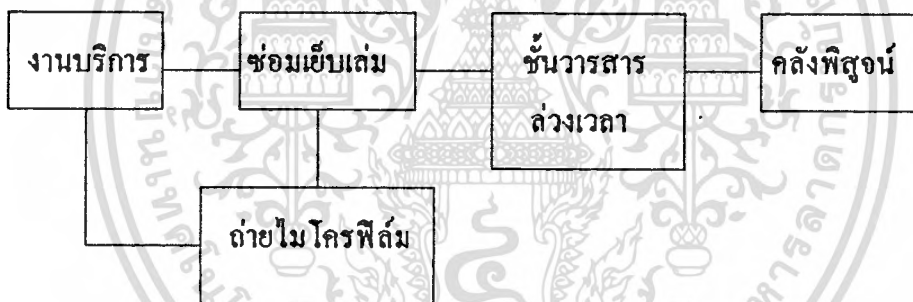 งานบริการ
ซ่อมเย็บเล่ม
ชั้นวารสาร
ล่วงเวลา
คลังพิสูจน์
ถ่ายไมโครฟิล์ม